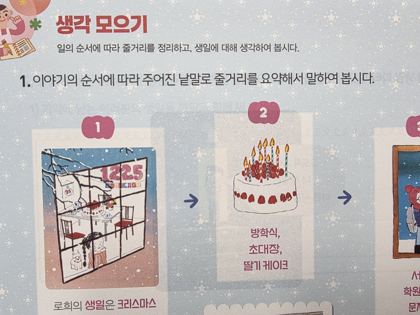 생각 모으기
일의 순서에 따라 줄거리를 정리하고, 생일에 대해 생각하여 봅시다.
1. 이야기의 순서에 따라 주어진 낱말로 줄거리를 요약해서 말하여 봅시다.
1
1225
로희의 생일은 크리스마스
2
방학식,
초대장,
딸기 케이크
3
학원